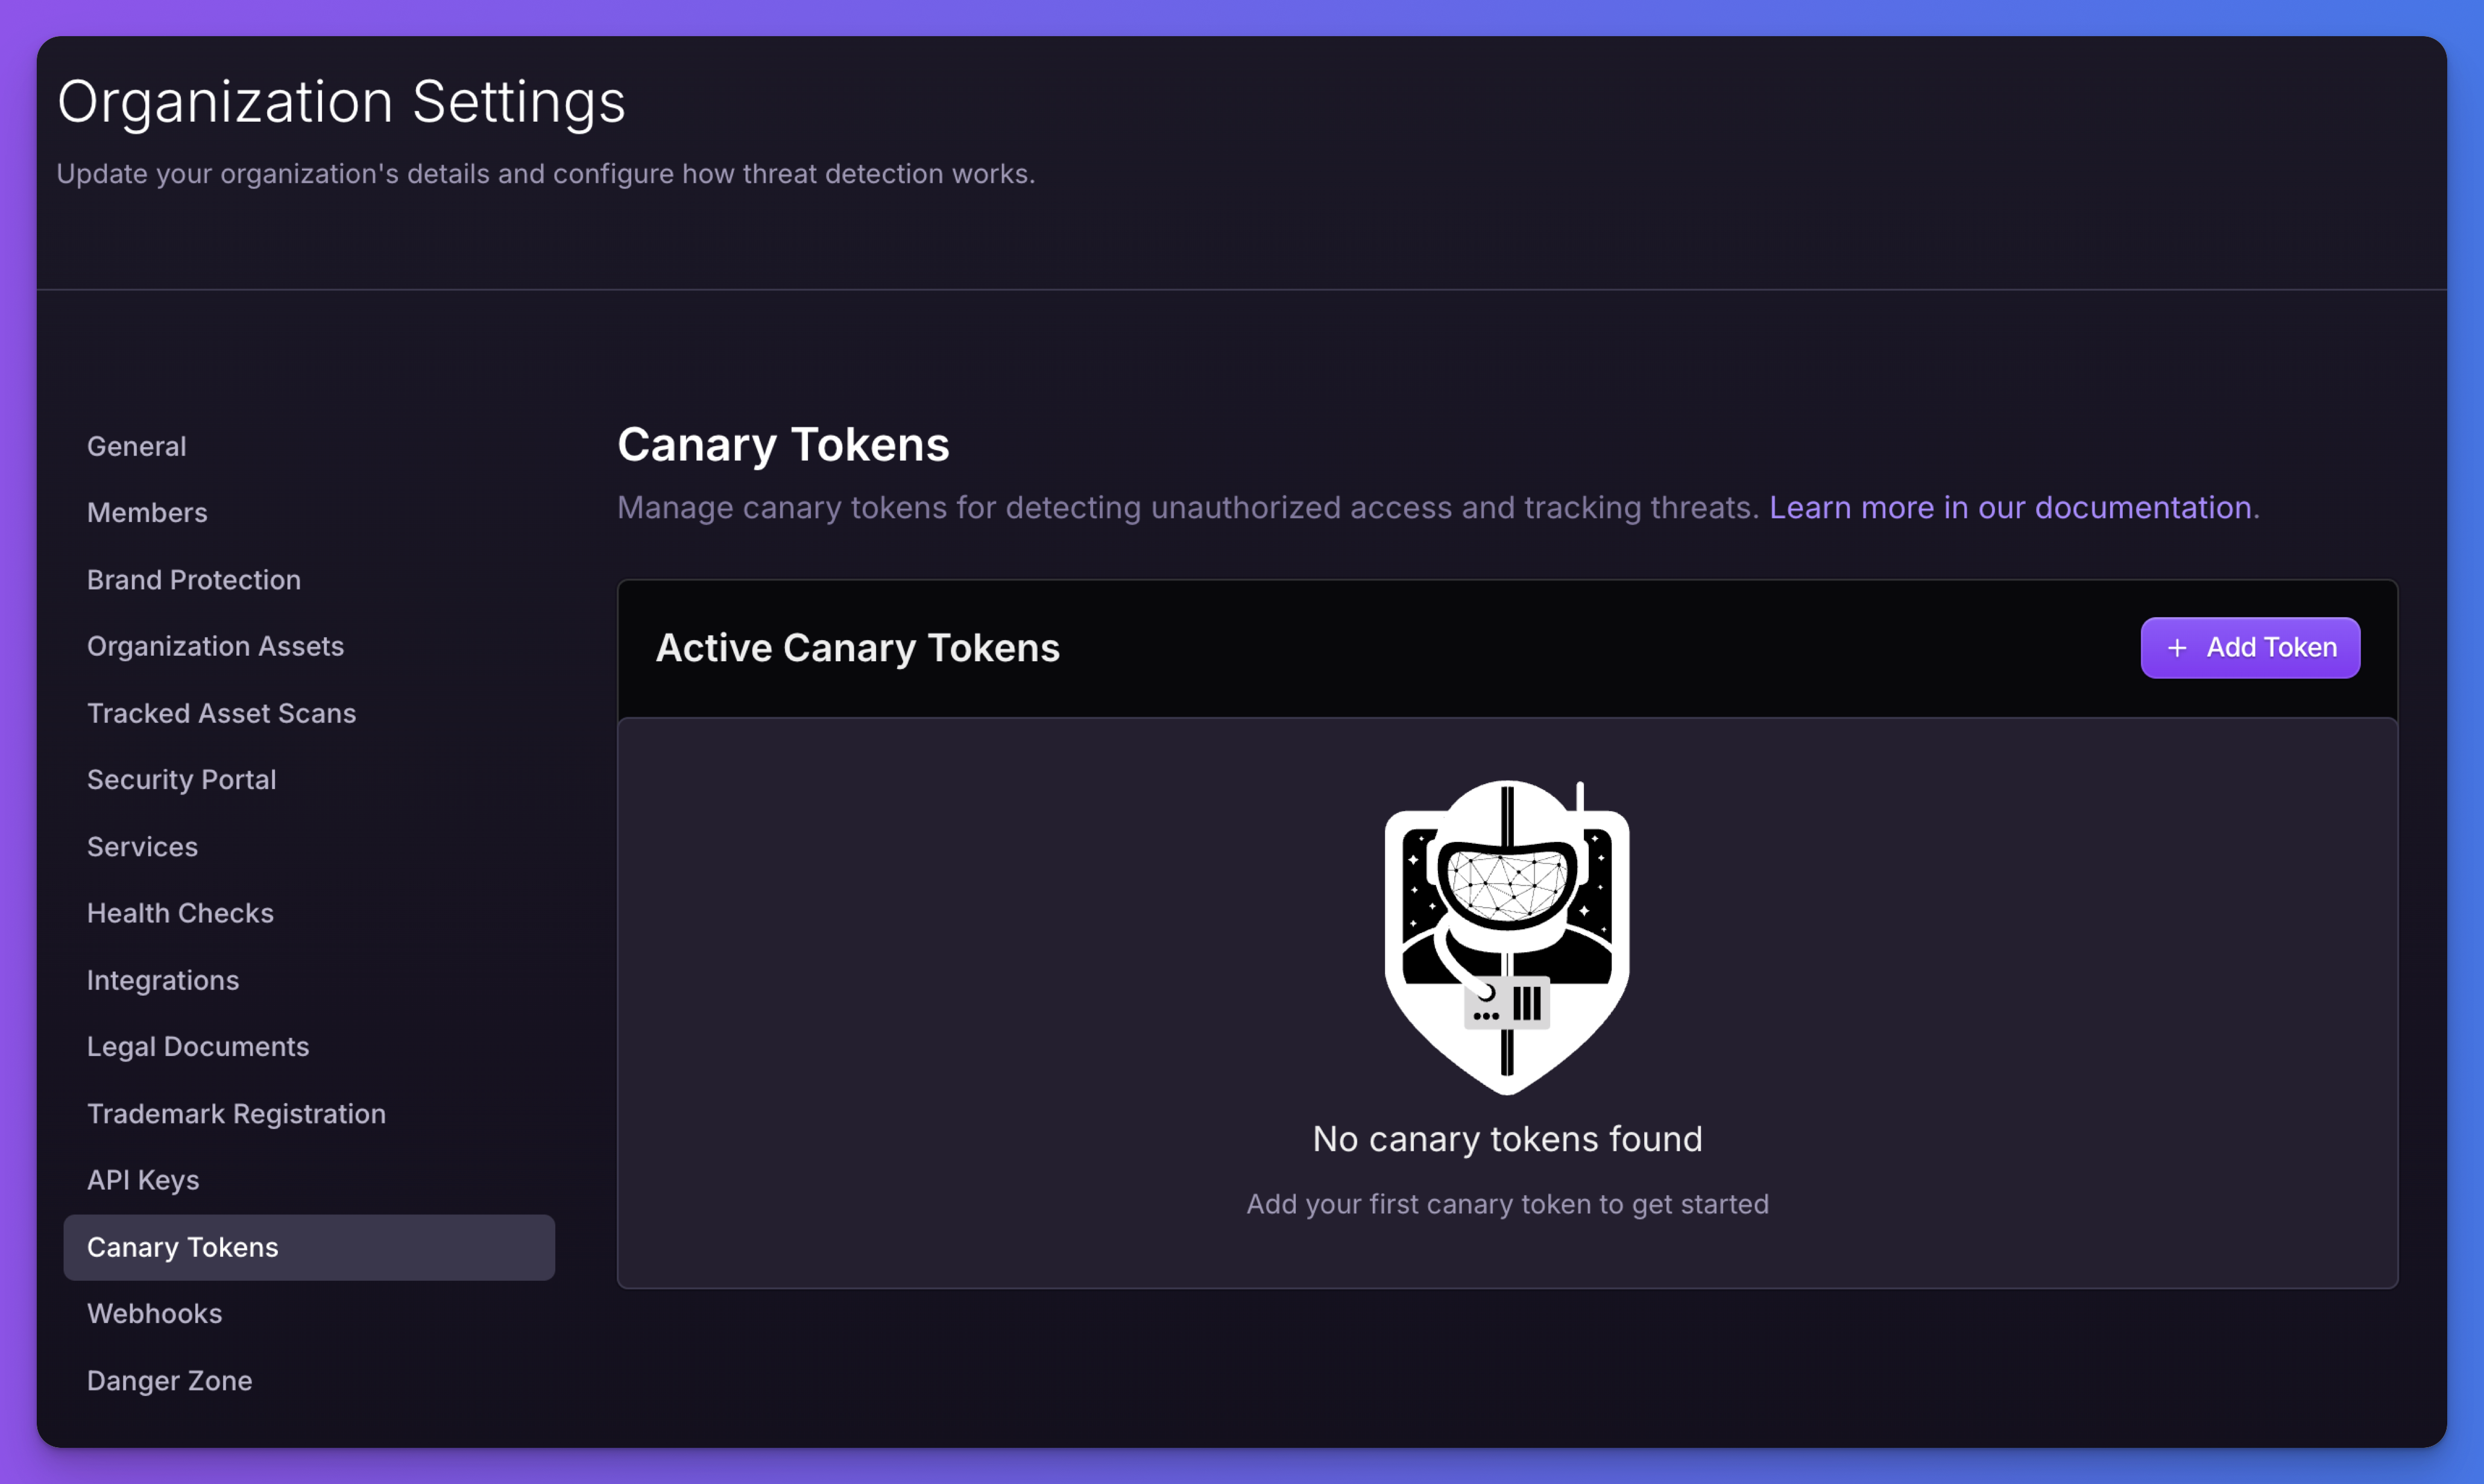 Organization Settings
Update your organization's details and configure how threat detection works.
General
Members
Brand Protection
Organization Assets
Tracked Asset Scans
Security Portal
Services
Health Checks
Integrations
Legal Documents
Trademark Registration
API Keys
Canary Tokens
Webhooks
Danger Zone
Canary Tokens
Manage canary tokens for detecting unauthorized access and tracking threats. Learn more in our documentation.
Active Canary Tokens
+ Add Token
No canary tokens found
Add your first canary token to get started